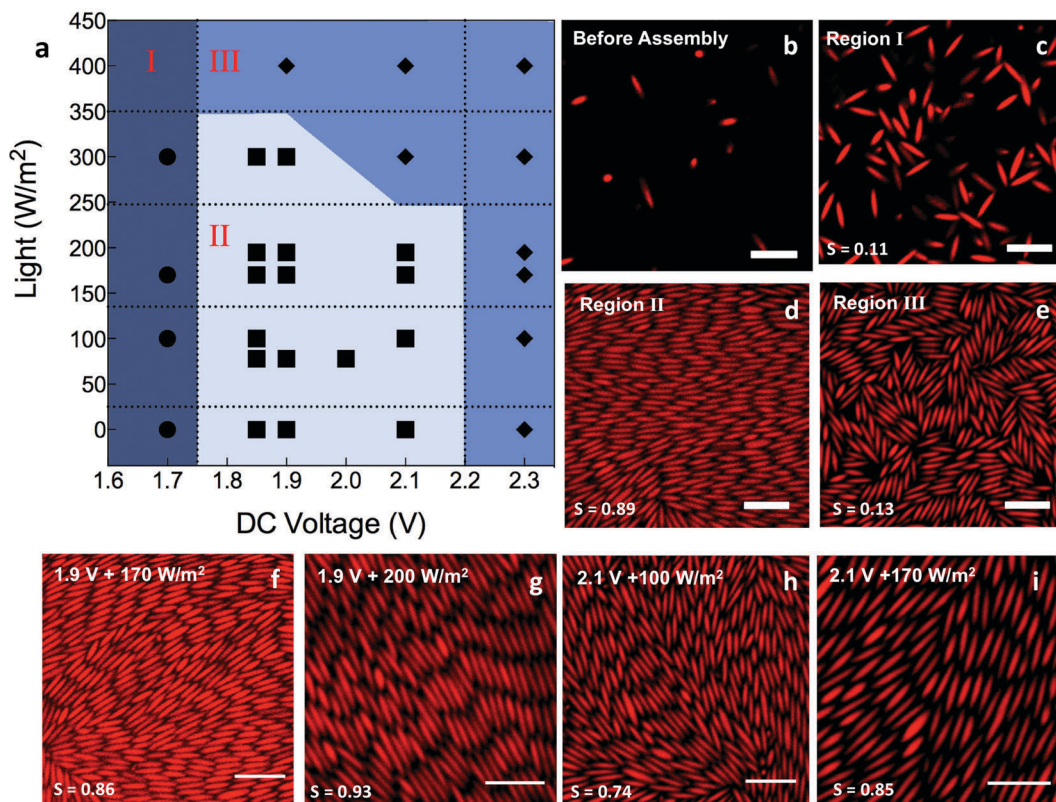 a
I
III
II
450
400
350
300
250
200
150
100
50
0
Light (W/m²)
1.6 1.7 1.8 1.9 2.0 2.1 2.2 2.3
DC Voltage (V)
Before Assembly
b
Region I
c
S = 0.11
Region II
d
S = 0.89
Region III
e
S = 0.13
1.9 V + 170 W/m²
f
S = 0.86
1.9 V + 200 W/m²
g
S = 0.93
2.1 V +100 W/m²
h
S = 0.74
2.1 V +170 W/m²
i
S = 0.85